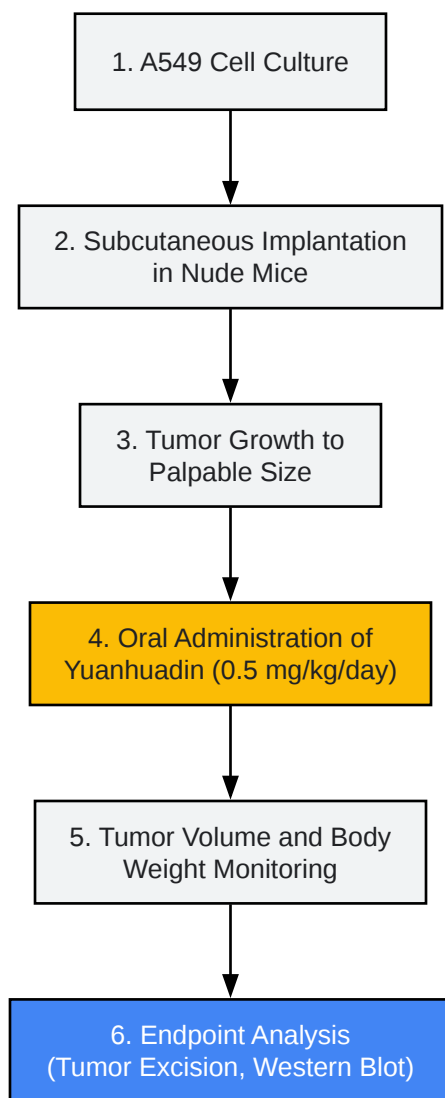 1. A549 Cell Culture
2. Subcutaneous Implantation
in Nude Mice
3. Tumor Growth to
Palpable Size
4. Oral Administration of
Yuanhuadin (0.5 mg/kg/day)
5. Tumor Volume and Body
Weight Monitoring
6. Endpoint Analysis
(Tumor Excision, Western Blot)